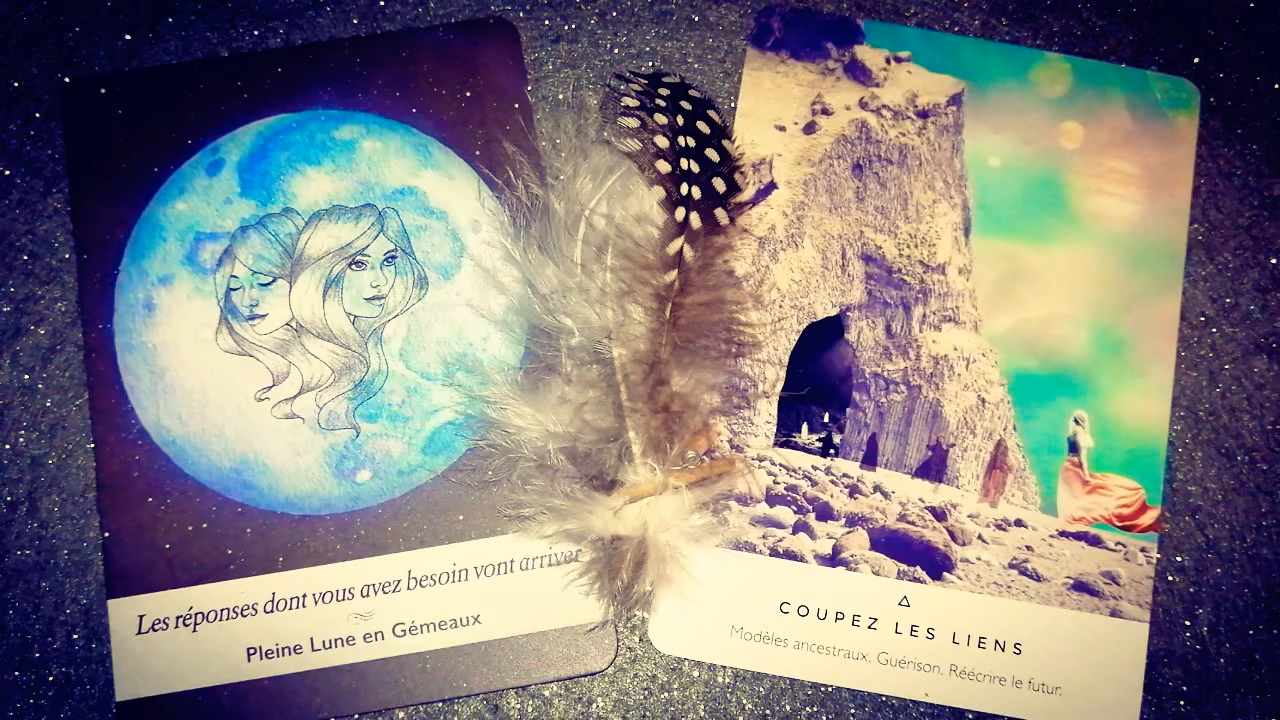 Les réponses dont vous avez besoin vont arriver
Pleine Lune en Gémeaux
COUPEZ LES LIENS
Modèles ancestraux. Guérison. Réécrire le futur.